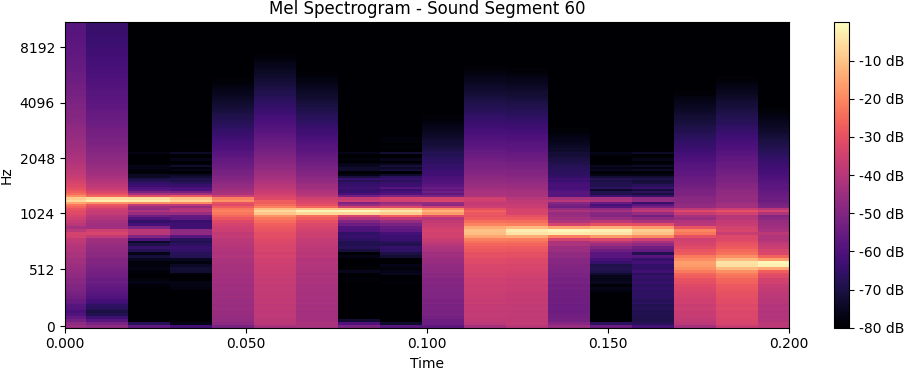 Mel Spectrogram - Sound Segment 60
Hz
8192
4096
2048
1024
512
0
0.000
0.050
0.100
0.150
0.200
Time
-10 dB
-20 dB
-30 dB
-40 dB
-50 dB
-60 dB
-70 dB
-80 dB